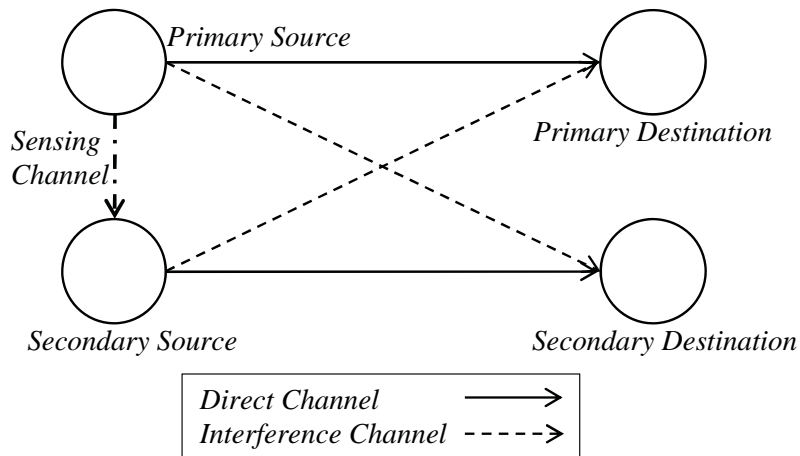 Primary Source
Sensing
Channel
Primary Destination
Secondary Source
Secondary Destination
Direct Channel
Interference Channel